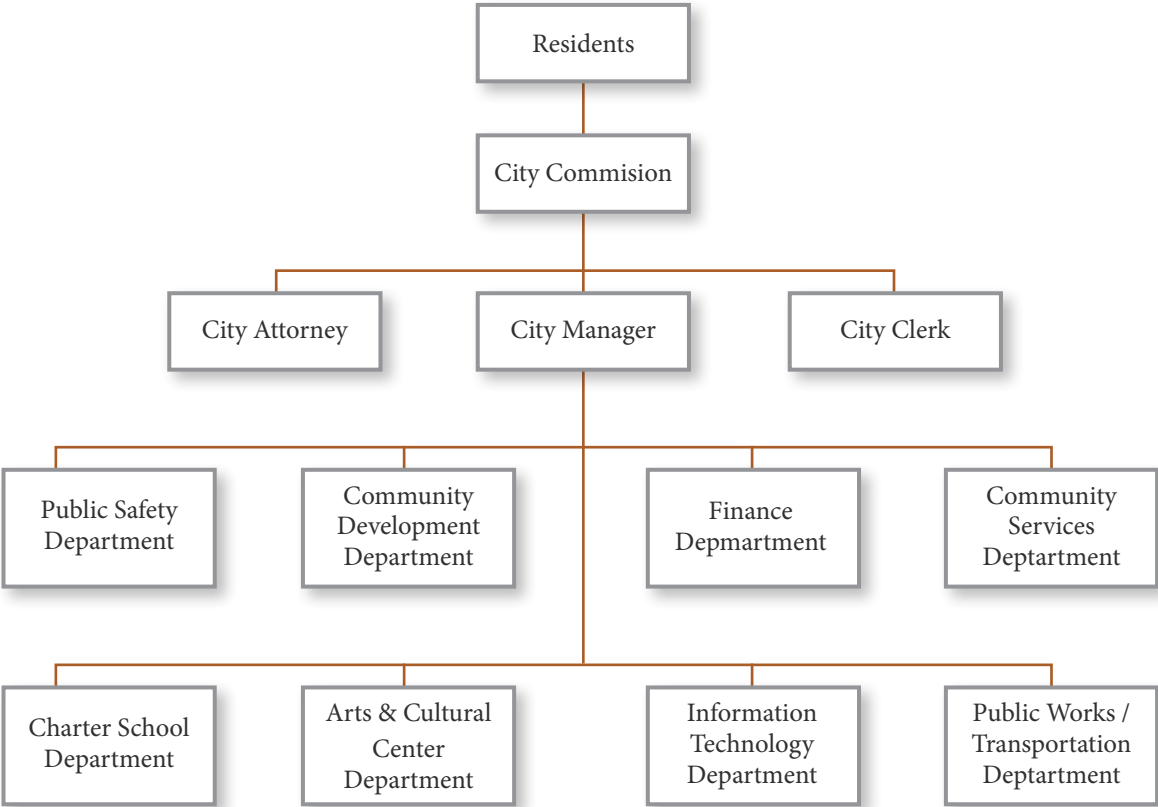 Residents
City Commision
City Attorney
City Manager
City Clerk
Public Safety
Department
Community
Development
Department
Finance
Depmartment
Community
Services
Deptartment
Charter School
Department
Arts & Cultural
Center
Department
Information
Technology
Department
Public Works /
Transportation
Deptartment